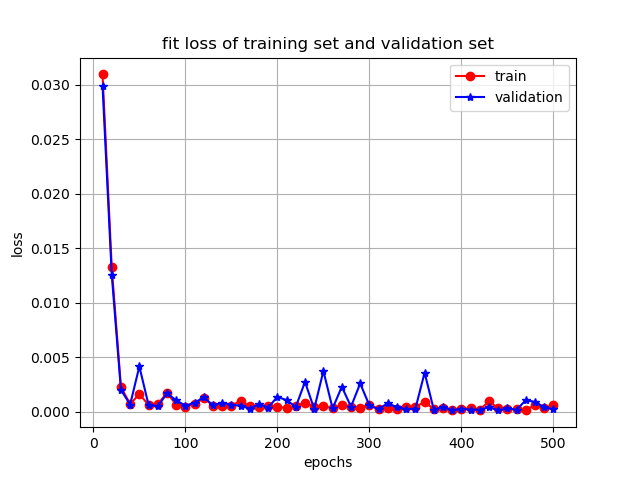 fit loss of training set and validation set
train
validation
0.030
0.025
0.020
0.015
0.010
0.005
0.000
loss
0 100 200 300 400 500
epochs